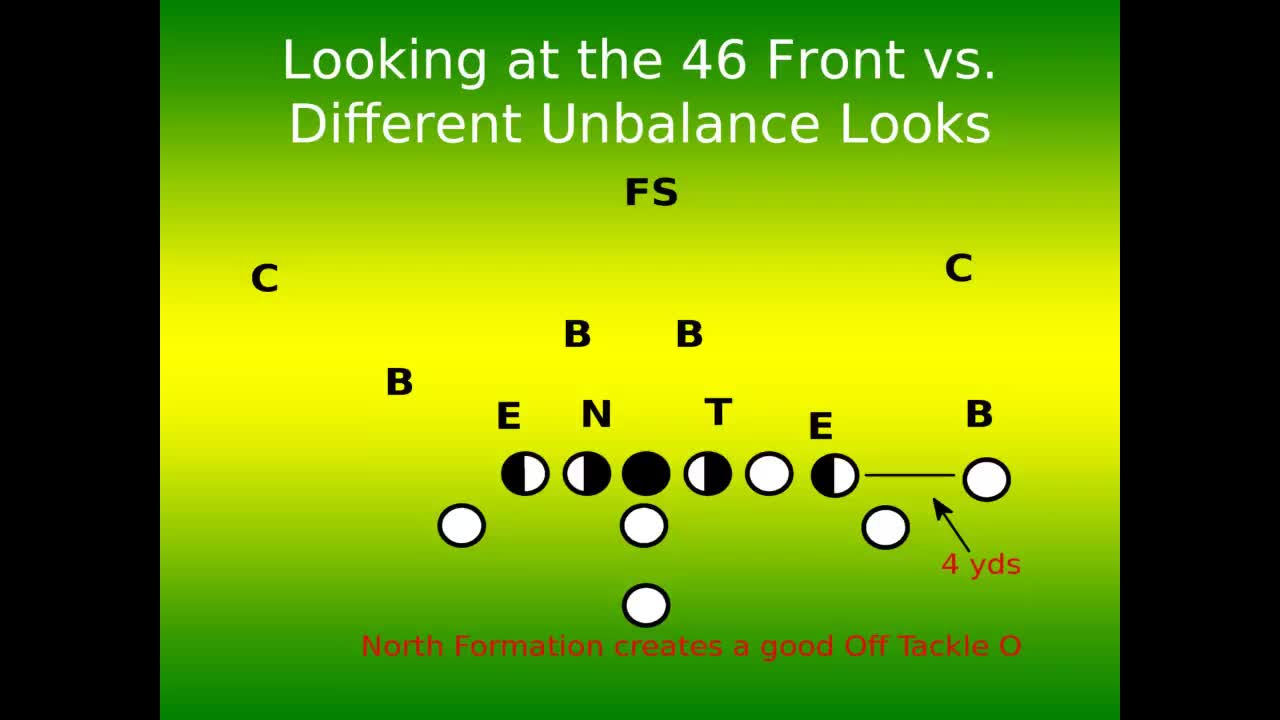 Looking at the 46 Front vs.
Different Unbalance Looks
FS
C C
B B
B
E N T E B
4 yds
North Formation creates a good Off Tackle O